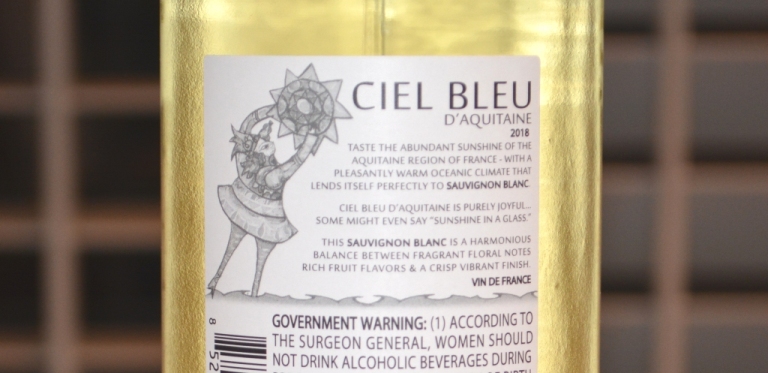 CIEL BLEU
D'AQUITAINE
2018
TASTE THE ABUNDANT SUNSHINE OF THE
AQUITAINE REGION OF FRANCE - WITH A
PLEASANTLY WARM OCEANIC CLIMATE THAT
LENDS ITSELF PERFECTLY TO SAUVIGNON BLANC.
CIEL BLEU D'AQUITAINE IS PURELY JOYFUL...
SOME MIGHT EVEN SAY "SUNSHINE IN A GLASS."
THIS SAUVIGNON BLANC IS A HARMONIOUS
BALANCE BETWEEN FRAGRANT FLORAL NOTES
RICH FRUIT FLAVORS & A CRISP VIBRANT FINISH.
VIN DE FRANCE
GOVERNMENT WARNING: (1) ACCORDING TO
THE SURGEON GENERAL, WOMEN SHOULD
NOT DRINK ALCOHOLIC BEVERAGES DURING
8 52